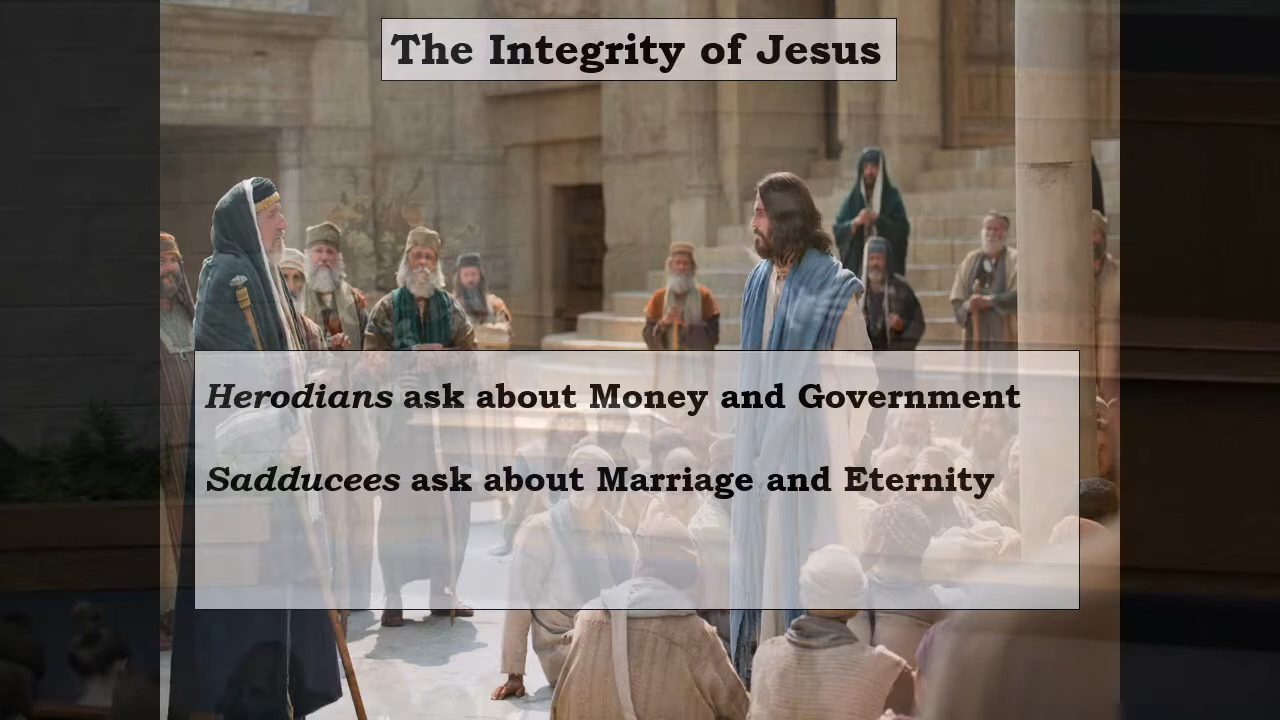 The Integrity of Jesus
Herodians ask about Money and Government
Sadducees ask about Marriage and Eternity